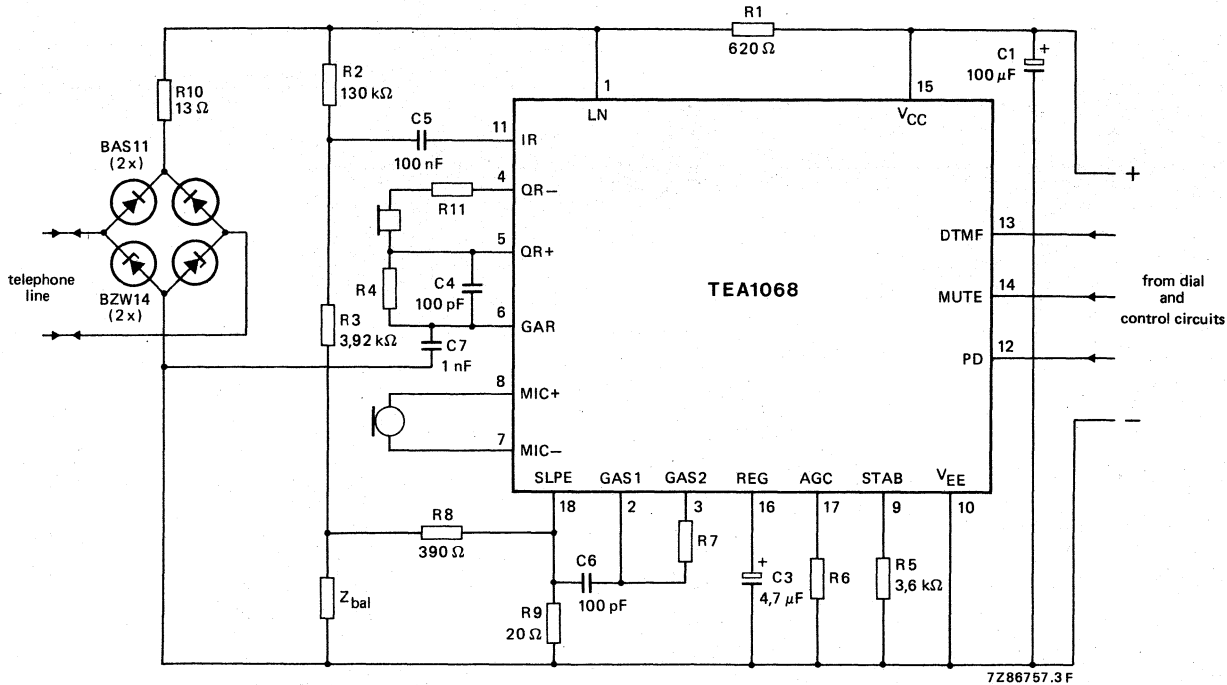 R1
620 Ω
C1
100 μF
+
R2
130 kΩ
R10
13 Ω
1
LN
15
VCC
C5
100 nF
11
IR
BAS11
(2x)
4
QR−
R11
+
13
DTMF
5
QR+
telephone
line
R4
C4
100 pF
TEA1068
14
MUTE
from dial
and
control circuits
BZW14
(2x)
R3
3,92 kΩ
6
GAR
C7
1 nF
12
PD
8
MIC+
7
MIC−
−
SLPE
GAS1
GAS2
REG
AGC
STAB
VEE
18
2
3
16
17
9
10
R8
390 Ω
R7
C6
100 pF
+
C3
4,7 μF
R6
R5
3,6 kΩ
Zbal
R9
20 Ω
7Z86757.3F